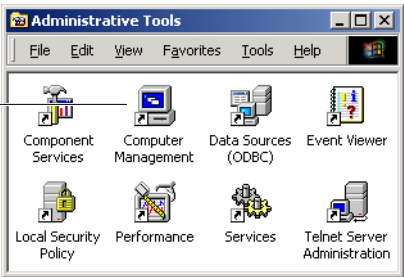 Administrative Tools
File Edit View Favorites Tools Help
Component Services
Computer Management
Data Sources (ODBC)
Event Viewer
Local Security Policy
Performance
Services
Telnet Server Administration